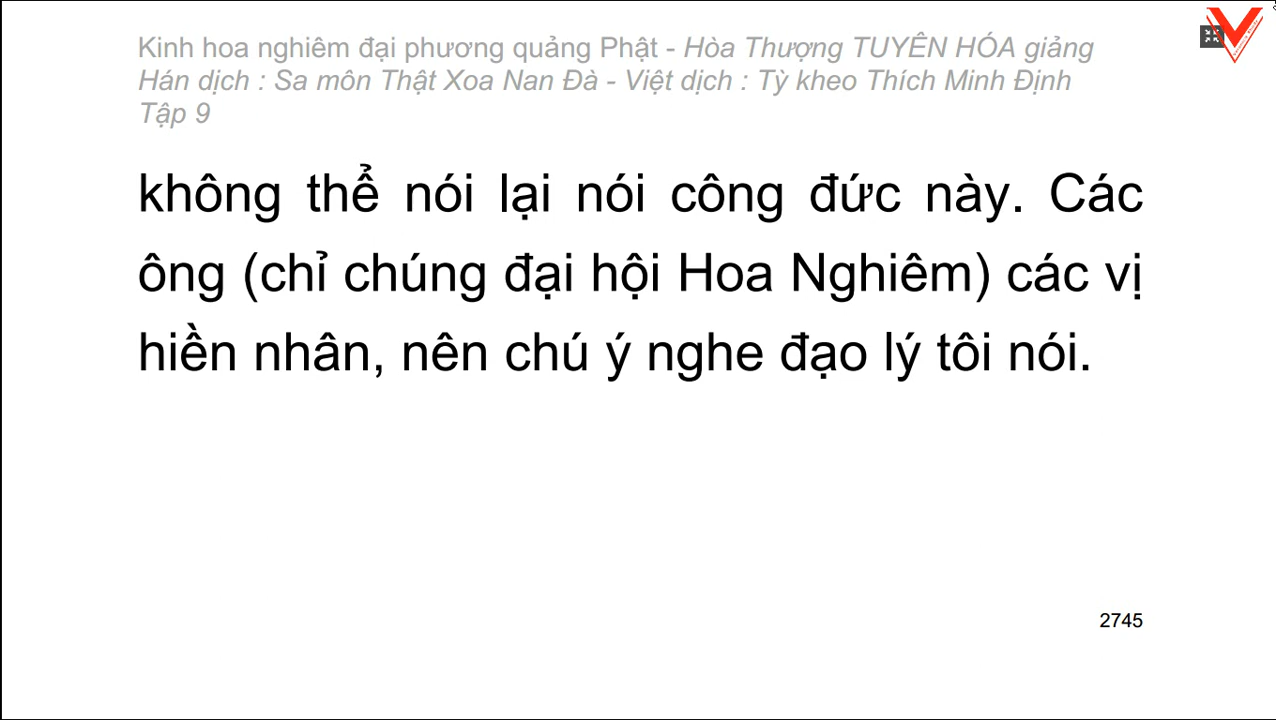 Kinh hoa nghiêm đại phương quảng Phật - Hòa Thượng TUYÊN HÓA giảng
Hán dịch : Sa môn Thật Xoa Nan Đà - Việt dịch : Tỳ kheo Thích Minh Định
Tập 9
không thể nói lại nói công đức này. Các
ông (chỉ chúng đại hội Hoa Nghiêm) các vị
hiền nhân, nên chú ý nghe đạo lý tôi nói.
2745